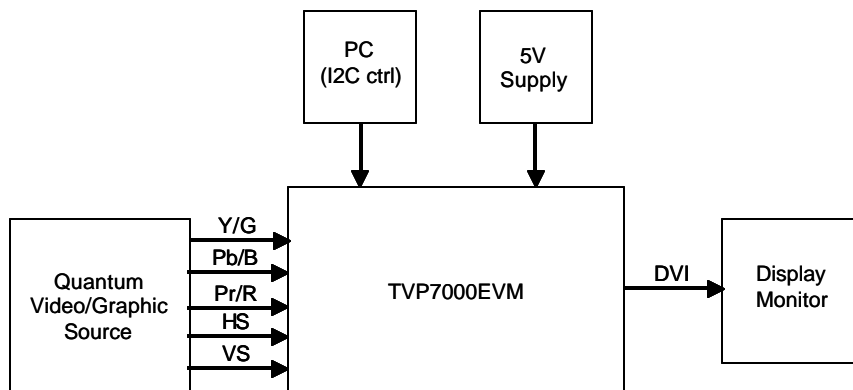 PC
(I2C ctrl)
5V
Supply
Y/G
Pb/B
Pr/R
HS
VS
Quantum
Video/Graphic
Source
TVP7000EVM
DVI
Display
Monitor